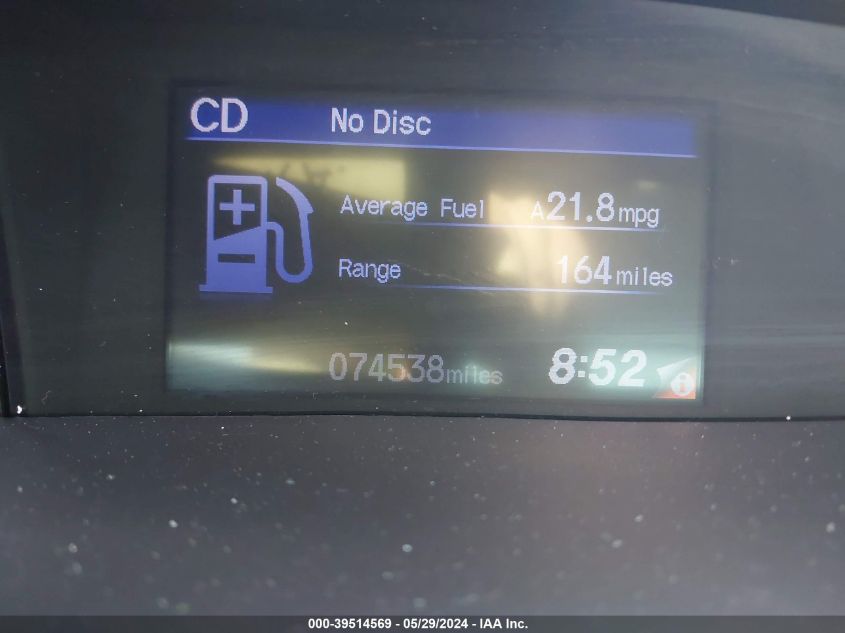 CD No Disc
Average Fuel A21.8mpg
Range 164miles
074538miles 8:52
000-39514569 - 05/29/2024 - IAA Inc.